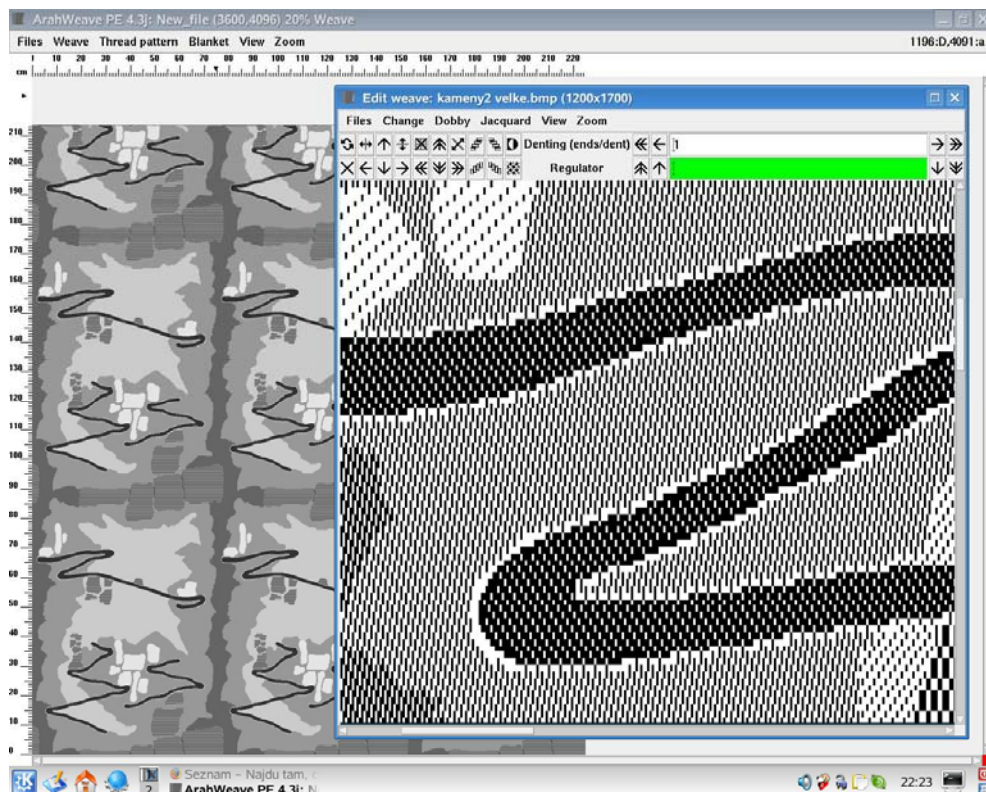 ArahWeave PE 4.3j: New_file (3600,4096) 20% Weave
Files Weave Thread pattern Blanket View Zoom 1196:D,4091:a
1 10 20 30 40 50 60 70 80 90 100 110 120 130 140 150 160 170 180 190 200 210 220
cm
Edit weave: kameny2 velke.bmp (1200x1700)
Files Change Dobby Jacquard View Zoom
Denting (ends/dent) 1
Regulator
210
200
190
180
170
160
150
140
130
120
110
100
90
80
70
60
50
40
30
20
10
0
Seznam – Najdu tam,
2 ArahWeave PE 4.3j: N
22:23